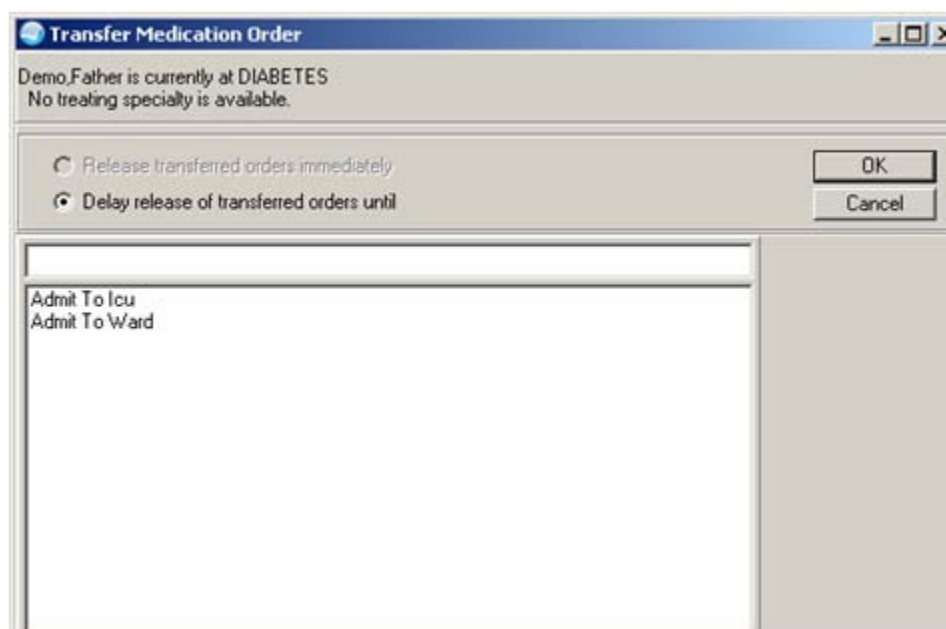 Transfer Medication Order
Demo,Father is currently at DIABETES
No treating specialty is available.
Release transferred orders immediately
OK
Delay release of transferred orders until
Cancel
Admit To Icu
Admit To Ward